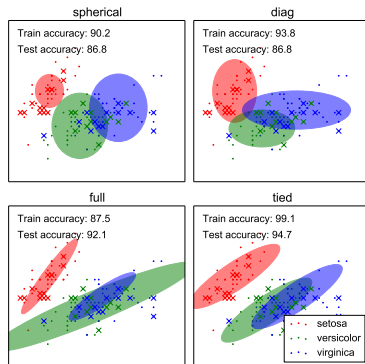 spherical
Train accuracy: 90.2
Test accuracy: 86.8
diag
Train accuracy: 93.8
Test accuracy: 86.8
full
Train accuracy: 87.5
Test accuracy: 92.1
tied
Train accuracy: 99.1
Test accuracy: 94.7
setosa
versicolor
virginica